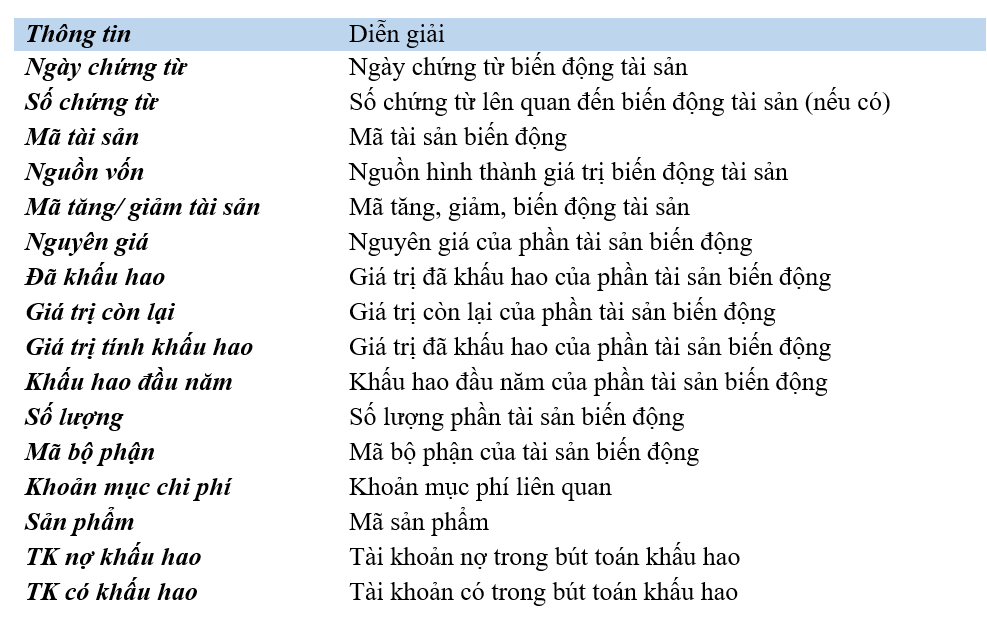 Thông tin Diễn giải
Ngày chứng từ Ngày chứng từ biến động tài sản
Số chứng từ Số chứng từ lên quan đến biến động tài sản (nếu có)
Mã tài sản Mã tài sản biến động
Nguồn vốn Nguồn hình thành giá trị biến động tài sản
Mã tăng/ giảm tài sản Mã tăng, giảm, biến động tài sản
Nguyên giá Nguyên giá của phần tài sản biến động
Đã khấu hao Giá trị đã khấu hao của phần tài sản biến động
Giá trị còn lại Giá trị còn lại của phần tài sản biến động
Giá trị tính khấu hao Giá trị đã khấu hao của phần tài sản biến động
Khấu hao đầu năm Khấu hao đầu năm của phần tài sản biến động
Số lượng Số lượng phần tài sản biến động
Mã bộ phận Mã bộ phận của tài sản biến động
Khoản mục chi phí Khoản mục phí liên quan
Sản phẩm Mã sản phẩm
TK nợ khấu hao Tài khoản nợ trong bút toán khấu hao
TK có khấu hao Tài khoản có trong bút toán khấu hao